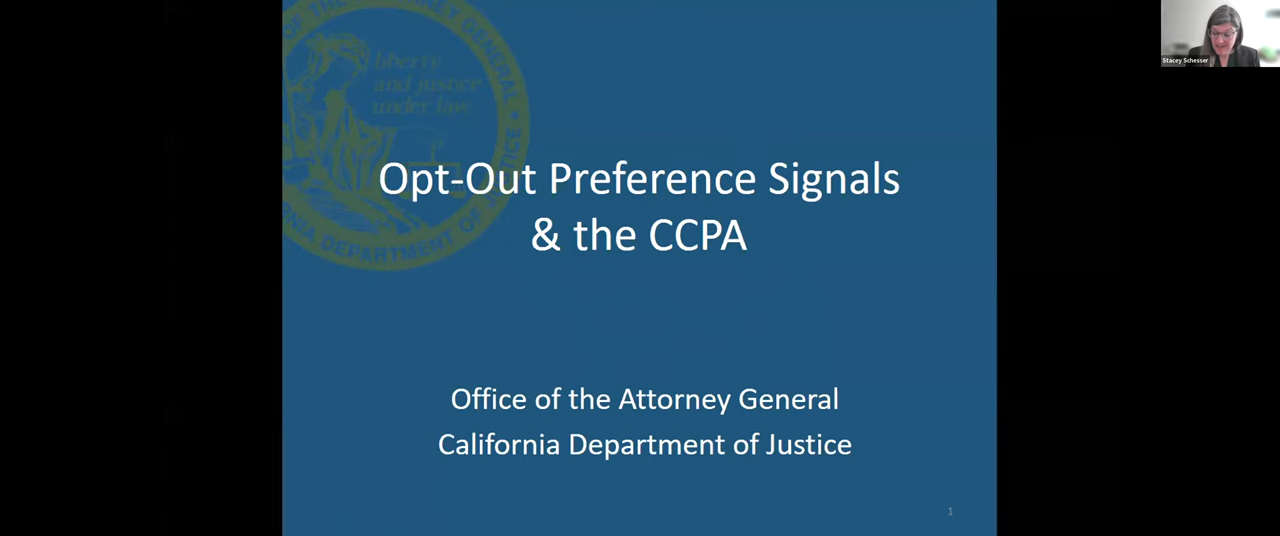 liberty
and justice
under law
Opt-Out Preference Signals
& the CCPA
Office of the Attorney General
California Department of Justice
1
Stacey Schesser